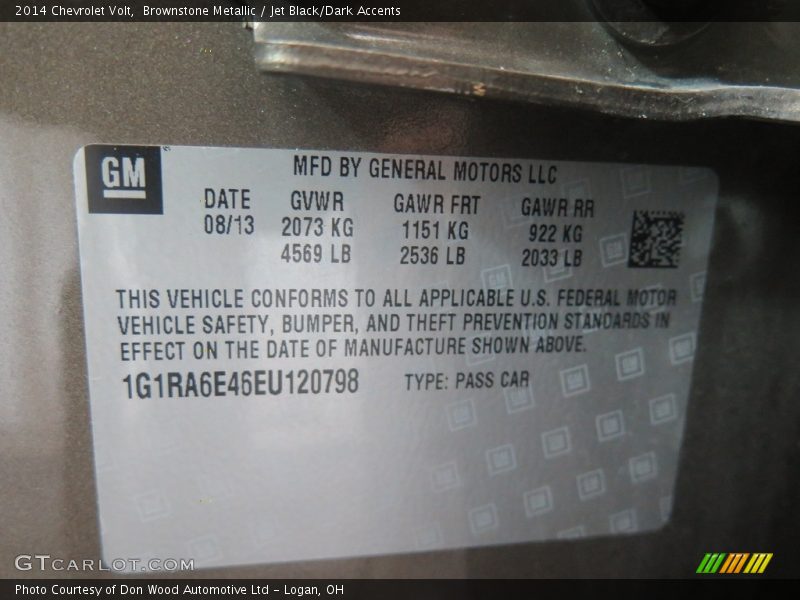 2014 Chevrolet Volt, Brownstone Metallic / Jet Black/Dark Accents
GM
MFD BY GENERAL MOTORS LLC
DATE GVWR GAWR FRT GAWR RR
08/13 2073 KG 1151 KG 922 KG
4569 LB 2536 LB 2033 LB
THIS VEHICLE CONFORMS TO ALL APPLICABLE U.S. FEDERAL MOTOR
VEHICLE SAFETY, BUMPER, AND THEFT PREVENTION STANDARDS IN
EFFECT ON THE DATE OF MANUFACTURE SHOWN ABOVE.
1G1RA6E46EU120798 TYPE: PASS CAR
GTCARLOT.COM
Photo Courtesy of Don Wood Automotive Ltd - Logan, OH